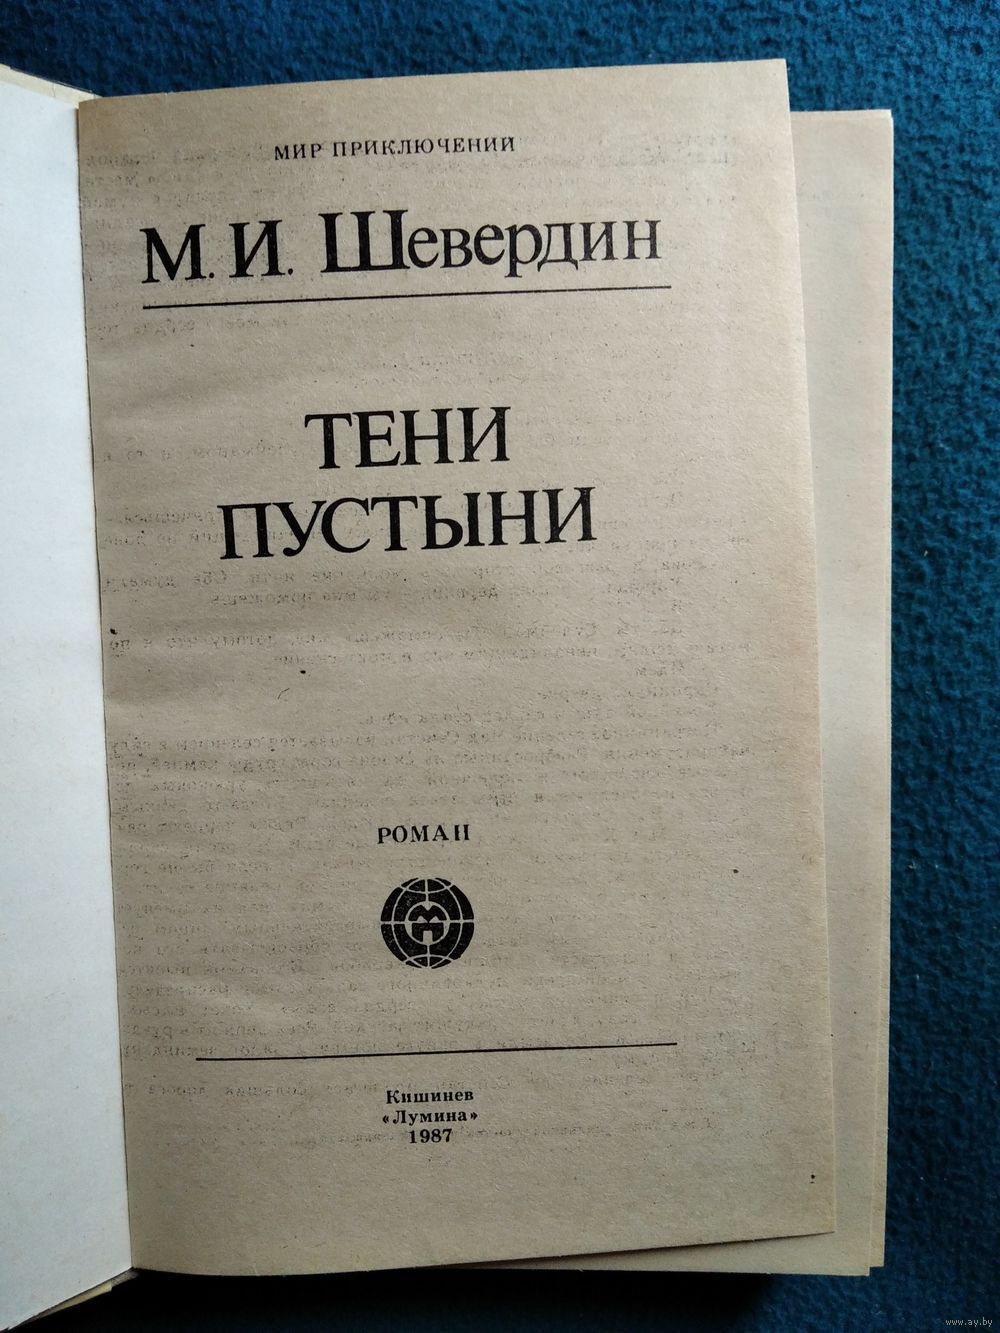 МИР ПРИКЛЮЧЕНИЙ
М. И. Шевердин
ТЕНИ
ПУСТЫНИ
РОМАН
Кишинев
«Лумина»
1987
www.ay.by